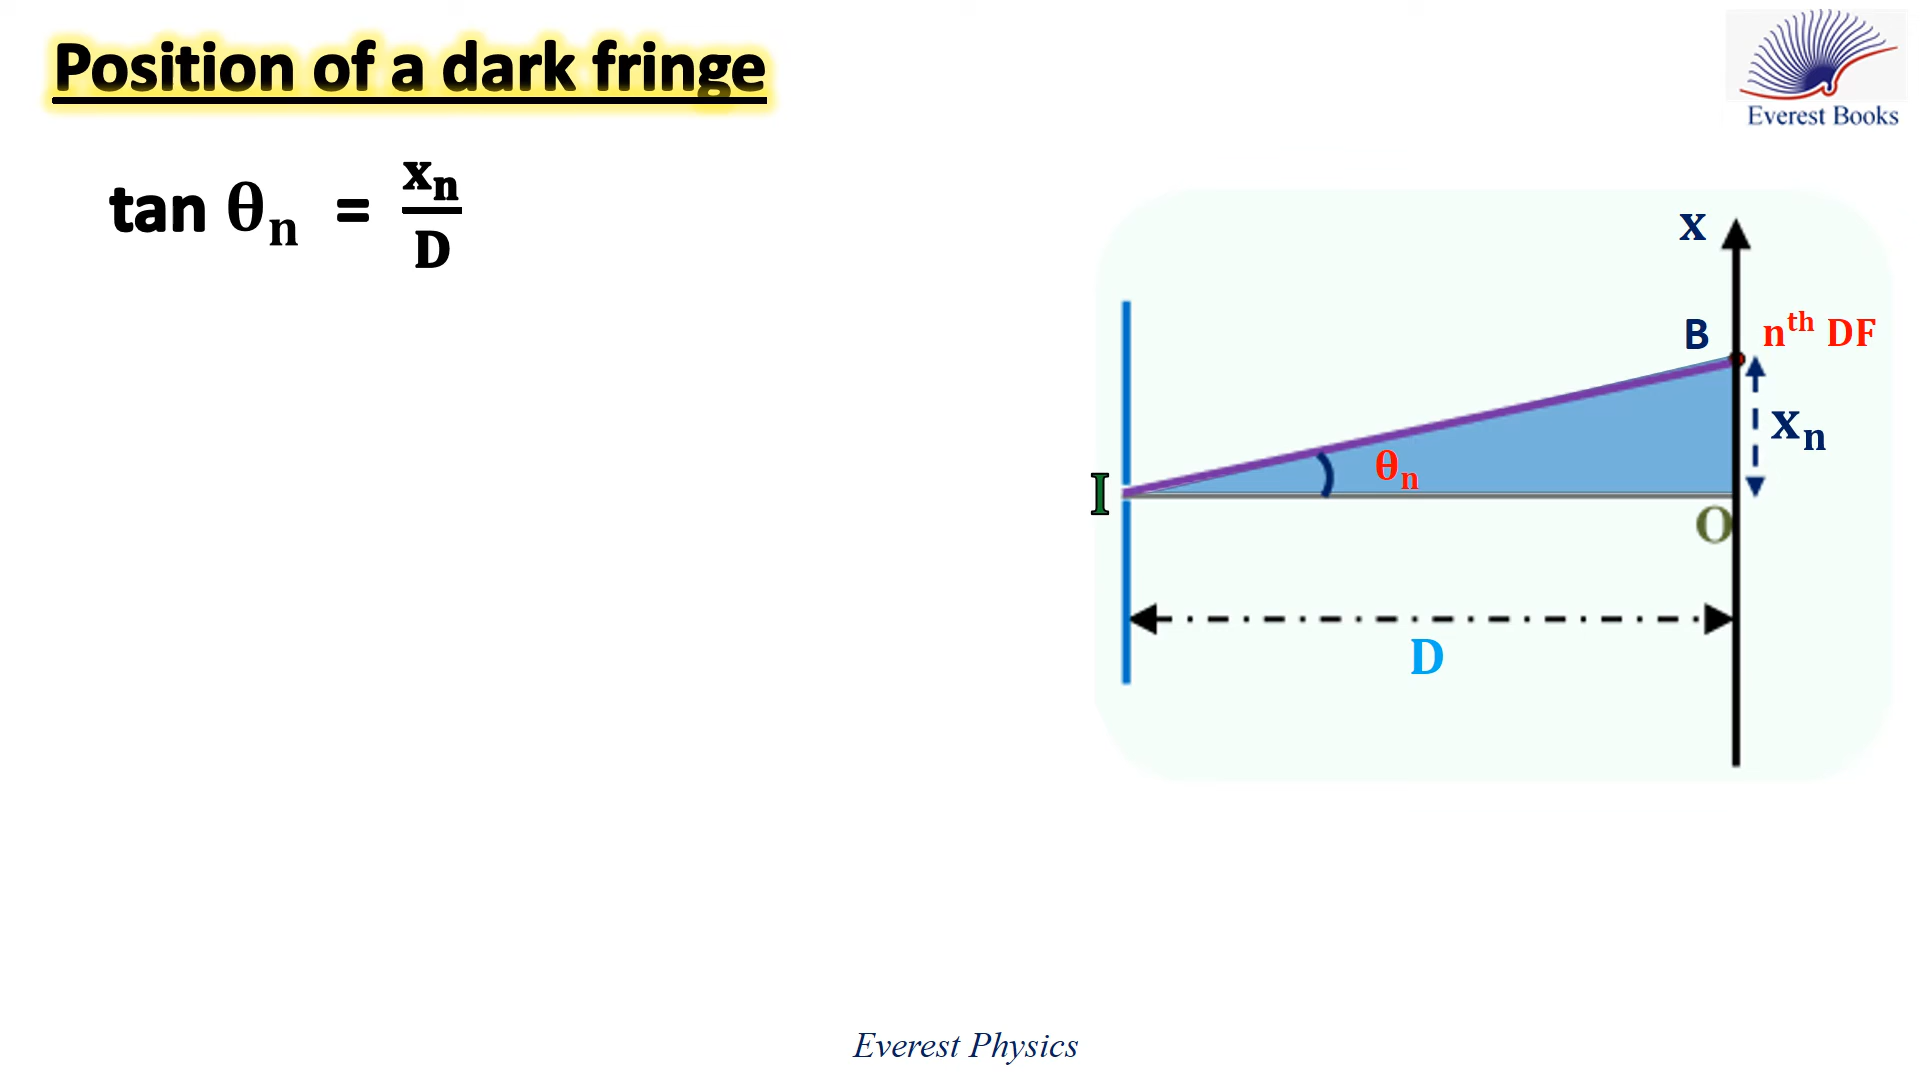 Position of a dark fringe
Everest Books
tan θₙ = xₙ/D
x
B
nᵗʰ DF
xₙ
θₙ
I
O
D
Everest Physics